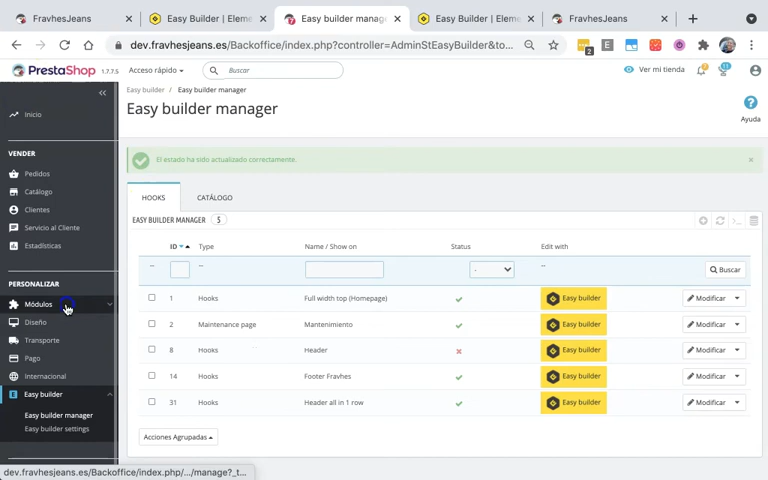 FravhesJeans
Easy Builder | Eleme
Easy builder manage
Easy Builder | Eleme
FravhesJeans
dev.fravhesjeans.es/Backoffice/index.php?controller=AdminStEasyBuilder&to...
2
PrestaShop 1.7.7.5
Acceso rápido
Buscar
Ver mi tienda
Easy builder / Easy builder manager
Easy builder manager
Ayuda
Inicio
VENDER
Pedidos
Catálogo
Clientes
Servicio al Cliente
Estadísticas
PERSONALIZAR
Módulos
Diseño
Transporte
Pago
Internacional
Easy builder
Easy builder manager
Easy builder settings
El estado ha sido actualizado correctamente.
HOOKS CATÁLOGO
EASY BUILDER MANAGER 5
ID Type Name / Show on Status Edit with
-- -- - -- Buscar
1 Hooks Full width top (Homepage) Easy builder Modificar
2 Maintenance page Mantenimiento Easy builder Modificar
8 Hooks Header Easy builder Modificar
14 Hooks Footer Fravhes Easy builder Modificar
31 Hooks Header all in 1 row Easy builder Modificar
Acciones Agrupadas
dev.fravhesjeans.es/Backoffice/index.php/.../manage?_t...